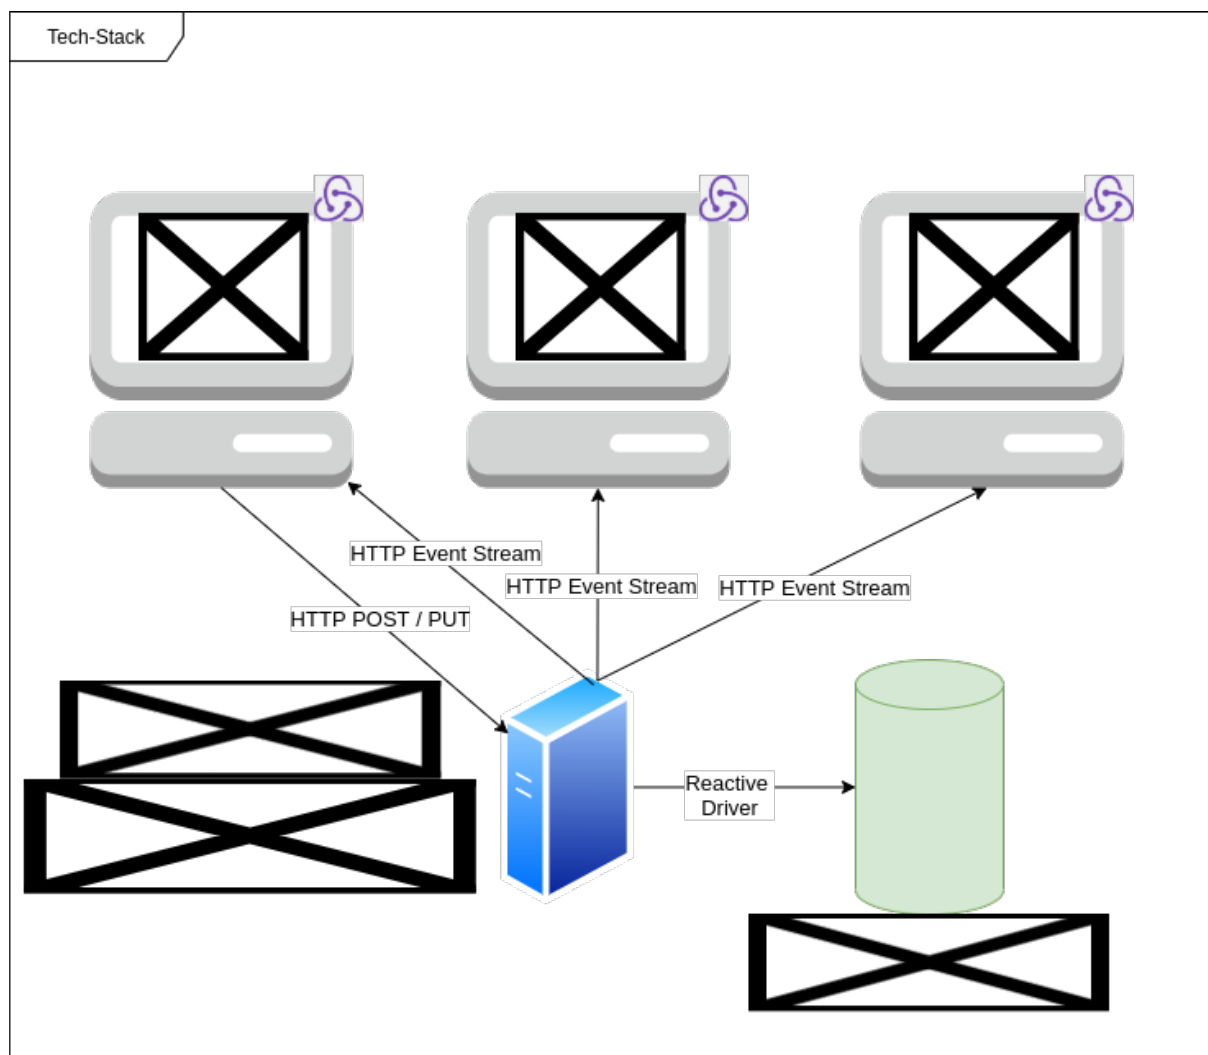 Tech-Stack
HTTP Event Stream
HTTP Event Stream
HTTP Event Stream
HTTP POST / PUT
Reactive
Driver